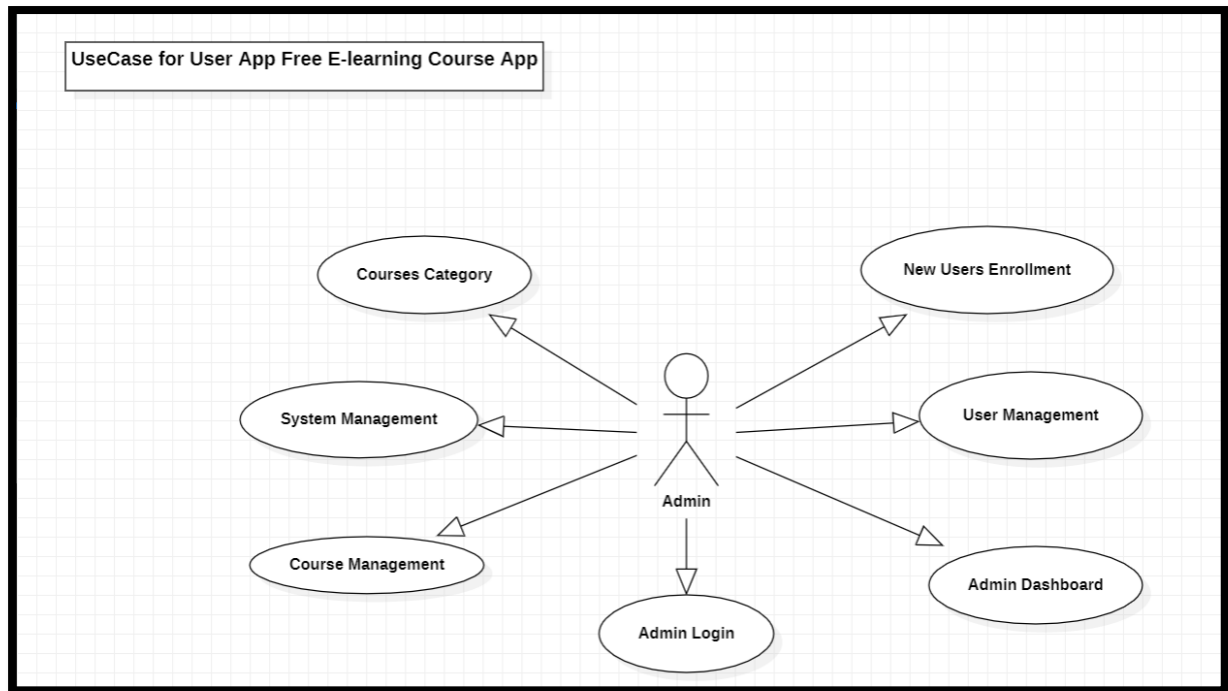 UseCase for User App Free E-learning Course App
Courses Category
New Users Enrollment
System Management
User Management
Admin
Course Management
Admin Dashboard
Admin Login